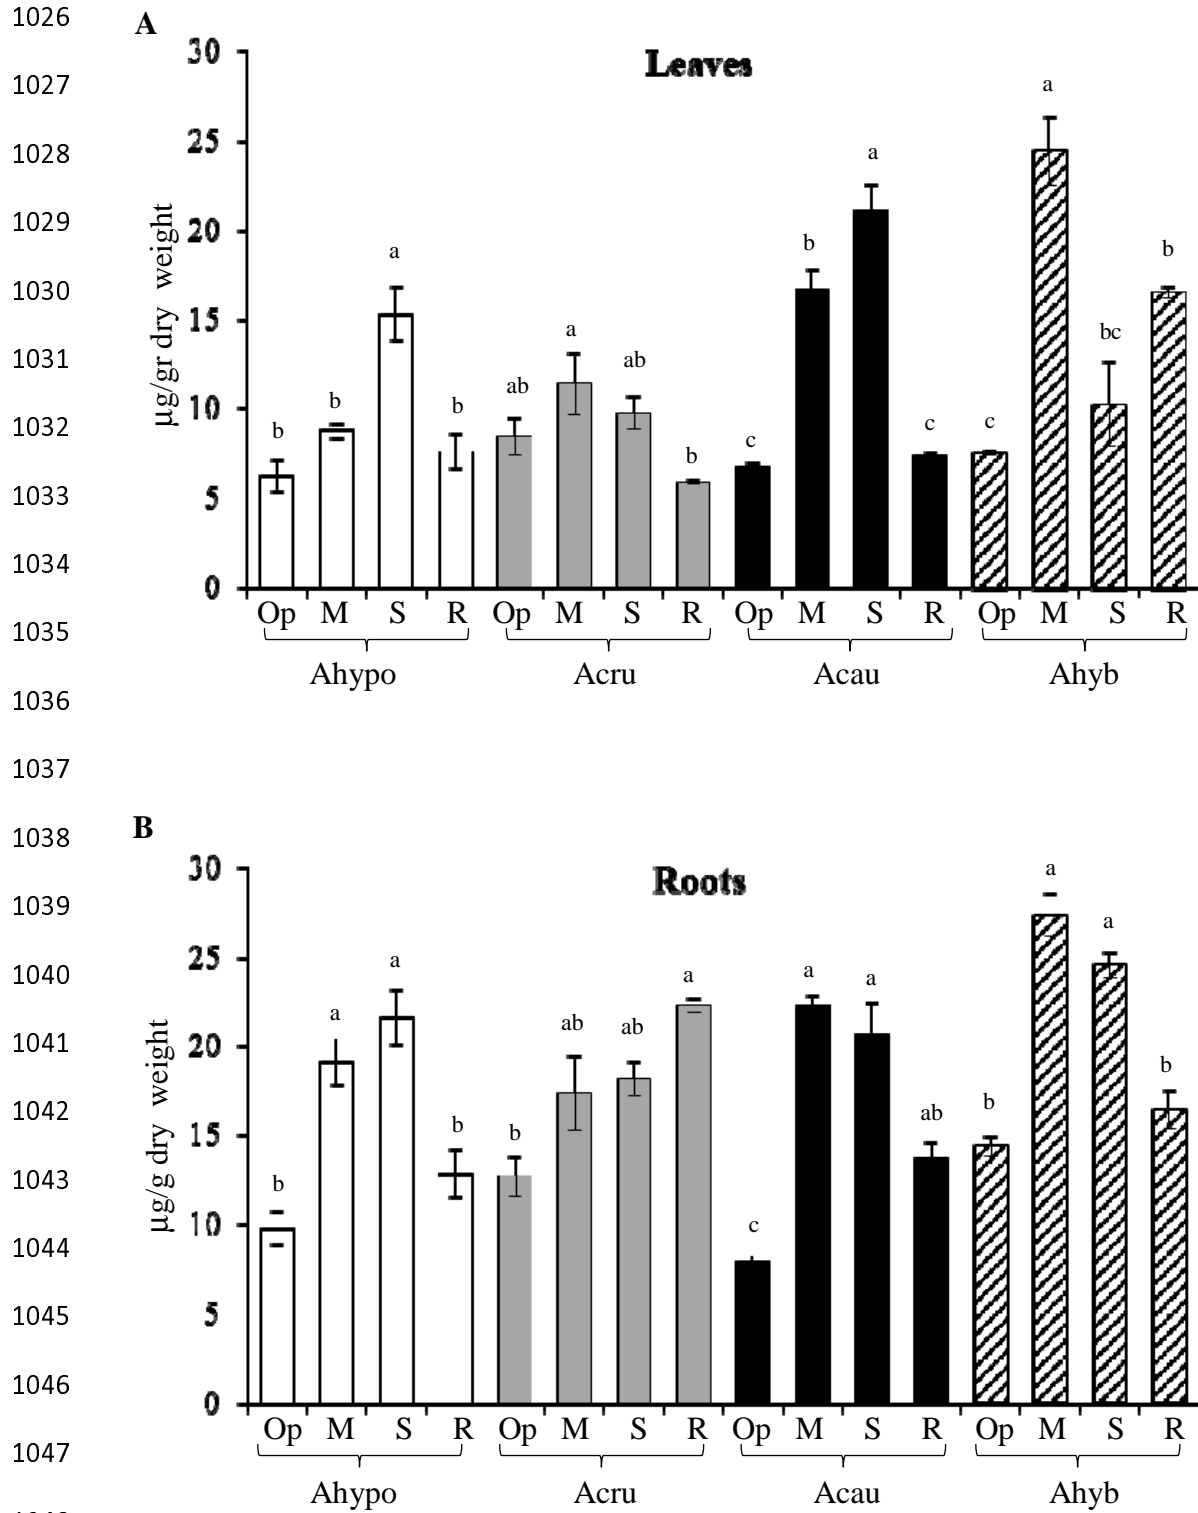 1026
A
30
Leaves
1027
a
25
1028
a
1029
20
b
b
a
1030
15
bc
1031
a
ab
ab
10
1032
b
b
b
c
c
c
b
1033
5
1034
0
Op M S R Op M S R Op M S R Op M S R
1035
Ahypo Acru Acau Ahyb
µg/gr dry weight
1036
1037
1038
B
30
Roots
a
1039
a
25
1040
a
a
a
a
1041
a
20
ab
ab
1042
b
15
b
b
b
ab
1043
b
10
1044
c
1045
5
1046
0
Op M S R Op M S R Op M S R Op M S R
1047
Ahypo Acru Acau Ahyb
µg/g dry weight